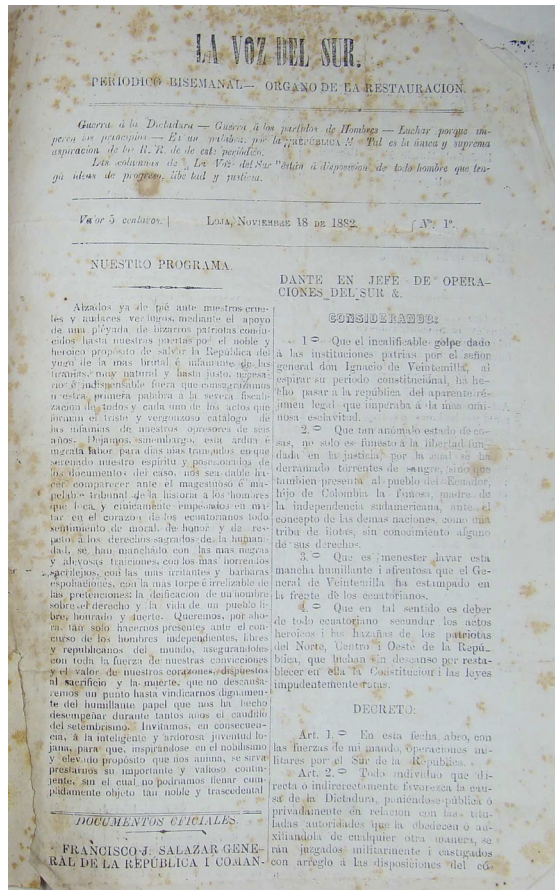 LA VOZ DEL SUR.
PERIODICO BISEMANAL— ORGANO DE LA RESTAURACION.
Guerra á la Dictadura — Guerra á los partidos de Hombres — Luchar porque im-
peren los principios — En una palabra, por la ¡¡REPÚBLICA!! Tal es la única y suprema
aspiracion de los R. R. de este periódico.
Las columnas de „La Voz del Sur" están á disposicion de todo hombre que ten-
ga ideas de progreso, libertad y justicia.
Valor 5 centavos.
LOJA, NOVIEMBRE 18 DE 1882.
Nº. 1º.
NUESTRO PROGRAMA.
Alzados ya de pié ante nuestros crue-
les y audaces verdugos, mediante el apoyo
de una pléyada de bizarros patriotas condu-
cidos hasta nuestras puertas por el noble y
heroico propósito de salvar la República del
yugo de la mas brutal é infamante de las
tiranias, muy natural y hasta justo, necesa-
rio é indispensable fuera que consagráramos
nuestra primera palabra á la severa fiscali-
zacion de todos y cada uno de los actos que
forman el triste y vergonzoso catálogo de
las infamias de nuestros opresores de seis
años. Dejamos, sinembargo, esta árdua é
ingrata labor para dias mas tranquilos en que
serenado nuestro espíritu y posesionados de
los documentos del caso, nos sea dable ha-
cer comparecer ante el magestuoso é ina-
pelable tribunal de la historia á los hombres
que loca y cínicamente empeñados en ma-
tar en el corazon de los ecuatorianos todo
sentimiento de moral, de honor y de res-
peto á los derechos sagrados de la humani-
dad, se han manchado con las mas negras
y alevosas traiciones, con los mas horrendos
sacrilejos, con las mas irritantes y bárbaras
espoliaciones, con la mas torpe é irrelizable de
las pretenciones: la deificacion de un hombre
sobre el derecho y la vida de un pueblo li-
bre, honrado y fuerte. Queremos, por aho-
ra, tan solo hacernos presentes ante el con-
curso de los hombres independientes, libres
y republicanos del mundo, asegurandoles
con toda la fuerza de nuestras convicciones
y el valor de nuestros corazones, dispuestos
al sacrificio y la muerte, que no descansa-
remos un punto hasta vindicarnos dignamen-
te del humillante papel que nos ha hecho
desempeñar durante tantos años el caudillo
del setembrismo. Invitamos, en consecuen-
cia, á la inteligente y ardorosa juventud lo-
jana, para que, inspirándose en el nobilísimo
y elevado propósito que nos anima, se sirva
prestarnos su importante y valioso contin-
gente, sin el cual no podriamos llenar cum-
plidamente objeto tan noble y trascedental
DOCUMENTOS OFICIALES.
FRANCISCO J. SALAZAR GENE-
RAL DE LA REPÚBLICA I COMAN-
DANTE EN JEFE DE OPERA-
CIONES DEL SUR &.
CONSIDERANDO:
1º Que el incalificable golpe dado
á las instituciones patrias por el señor
general don Ignacio de Veintemilla, al
espirar su periodo constitucional, ha he-
cho pasar á la república del aparente ré-
jimen legal que imperaba á la mas omi-
nosa esclavitud.
2.º Que tan anómalo estado de co-
sas, no solo es funesto á la libertad fun-
dada en la justicia, por la cual se ha
derramado torrentes de sangre, sino que
tambien presenta al pueblo del Ecuador,
hijo de Colombia la famosa, madre de
la independencia sudamericana, ante el
concepto de las demas naciones, como una
tribu de ilotas, sin conocimiento alguno
de sus derechos.
3.º Que es menester lavar esta
mancha humillante i afrentosa que el Ge-
neral de Veintemilla ha estampado en
la frente de los ecuatorianos.
4.º Que en tal sentido es deber
de todo ecuatoriano secundar los actos
heroicos i las hazañas de los patriotas
del Norte, Centro i Oeste de la Repú-
blica, que luchan sin descanso por resta-
blecer en ella la Constitucion i las leyes
impudentemente rotas.
DECRETO:
Art. 1.º En esta fecha, abro, con
las fuerzas de mi mando, operaciones mi-
litares por el Sur de la República.
Art. 2.º Todo individuo que di-
recta ó indirectamente favorezca la cau-
sa de la Dictadura, poniéndose pública ó
privadamente en relacion con las titu-
ladas autoridades que la obedecen ó au-
xiliandola de cualquier otra manera, se-
rán juzgados militarmente i castigados
con arreglo á las disposiciones del có-